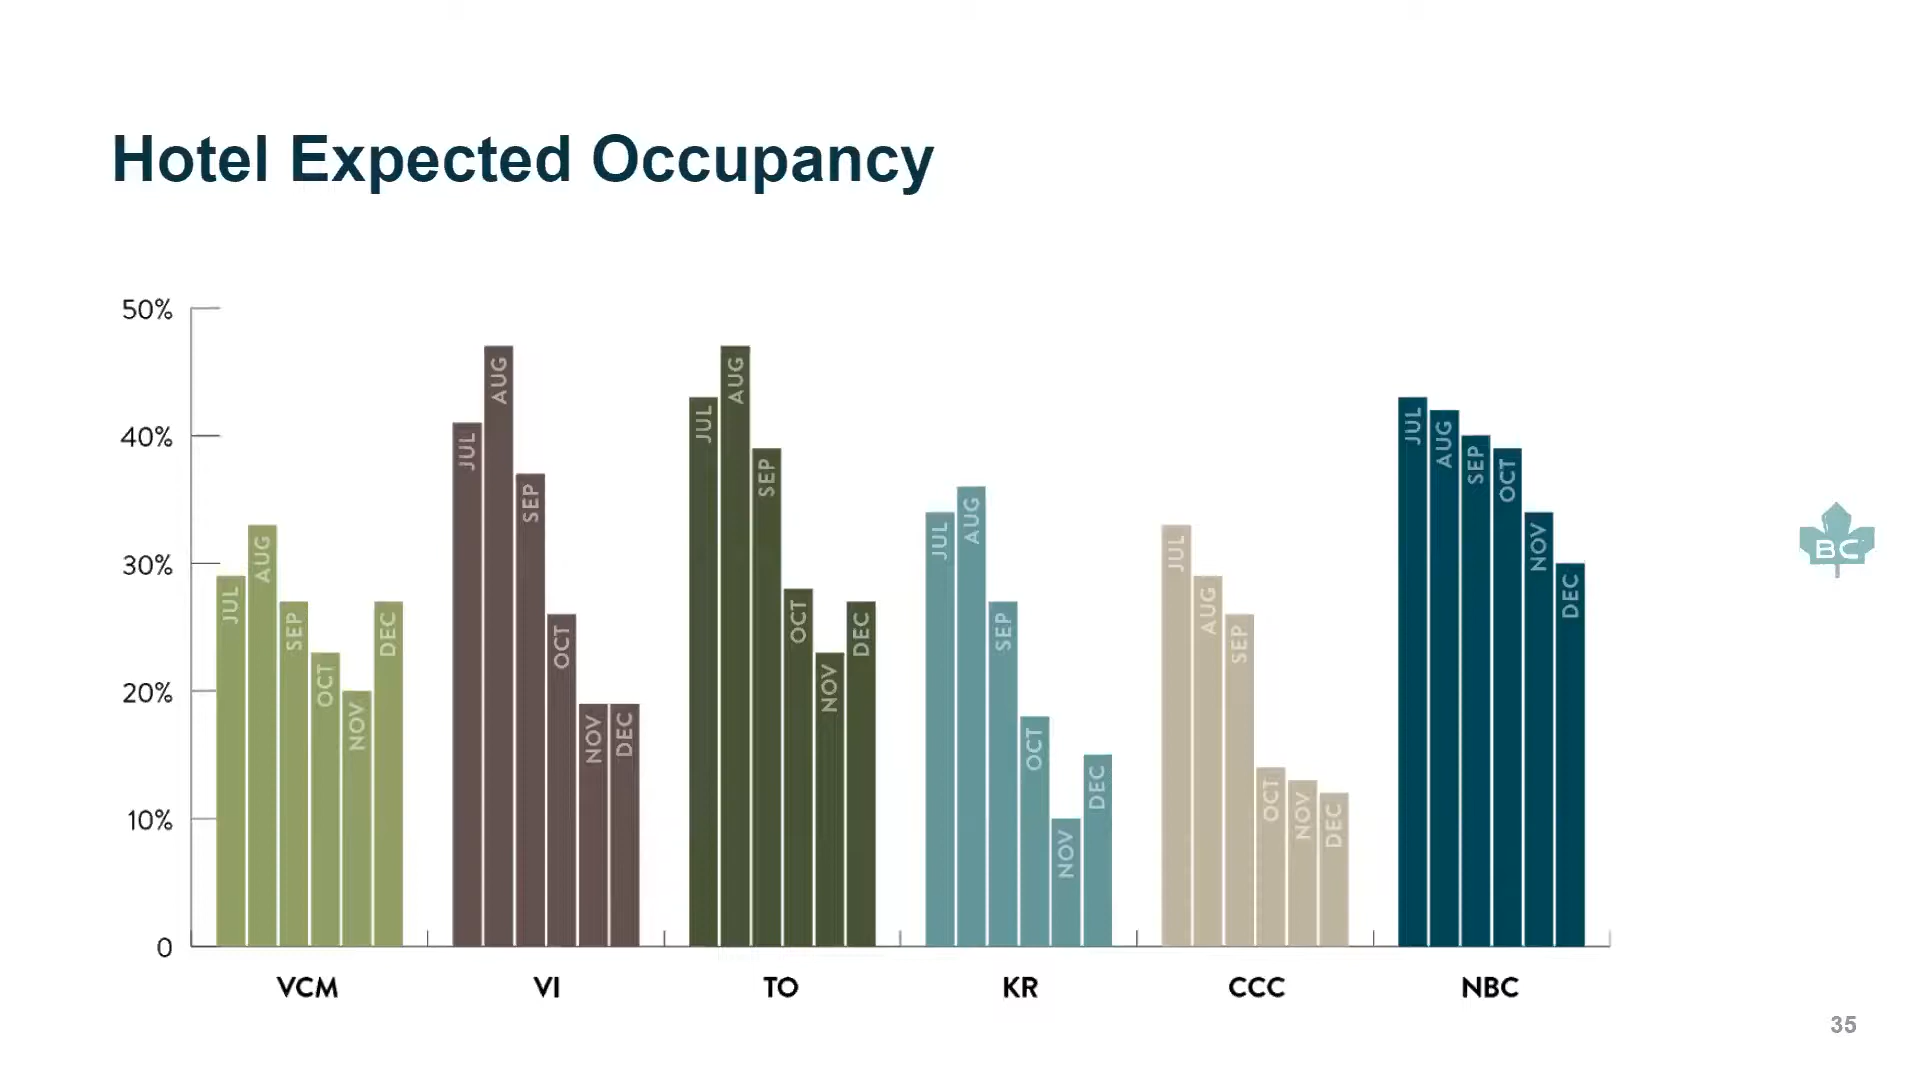 Hotel Expected Occupancy
50%
40%
30%
20%
10%
0
JUL
AUG
SEP
OCT
NOV
DEC
JUL
AUG
SEP
OCT
NOV
DEC
JUL
AUG
SEP
OCT
NOV
DEC
JUL
AUG
SEP
OCT
NOV
DEC
JUL
AUG
SEP
OCT
NOV
DEC
JUL
AUG
SEP
OCT
NOV
DEC
VCM VI TO KR CCC NBC
BC
35